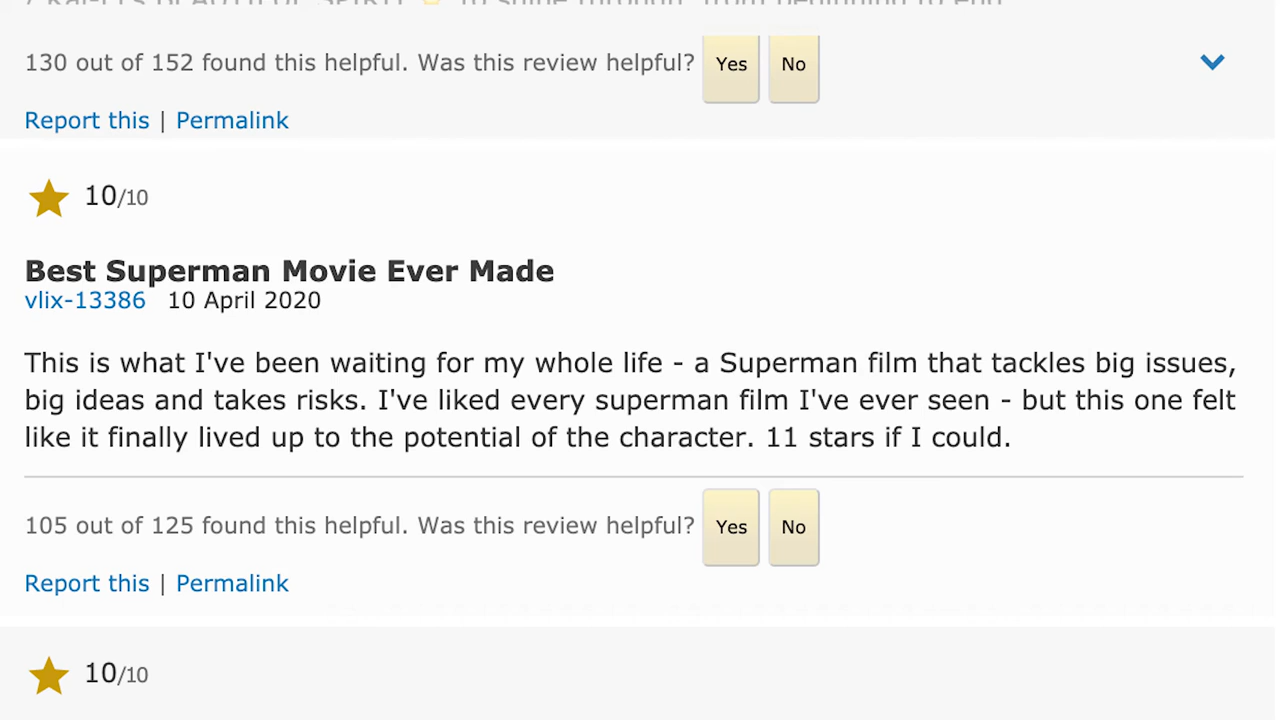 130 out of 152 found this helpful. Was this review helpful? Yes No
Report this | Permalink
10/10
Best Superman Movie Ever Made
vlix-13386 10 April 2020
This is what I've been waiting for my whole life - a Superman film that tackles big issues,
big ideas and takes risks. I've liked every superman film I've ever seen - but this one felt
like it finally lived up to the potential of the character. 11 stars if I could.
105 out of 125 found this helpful. Was this review helpful? Yes No
Report this | Permalink
10/10